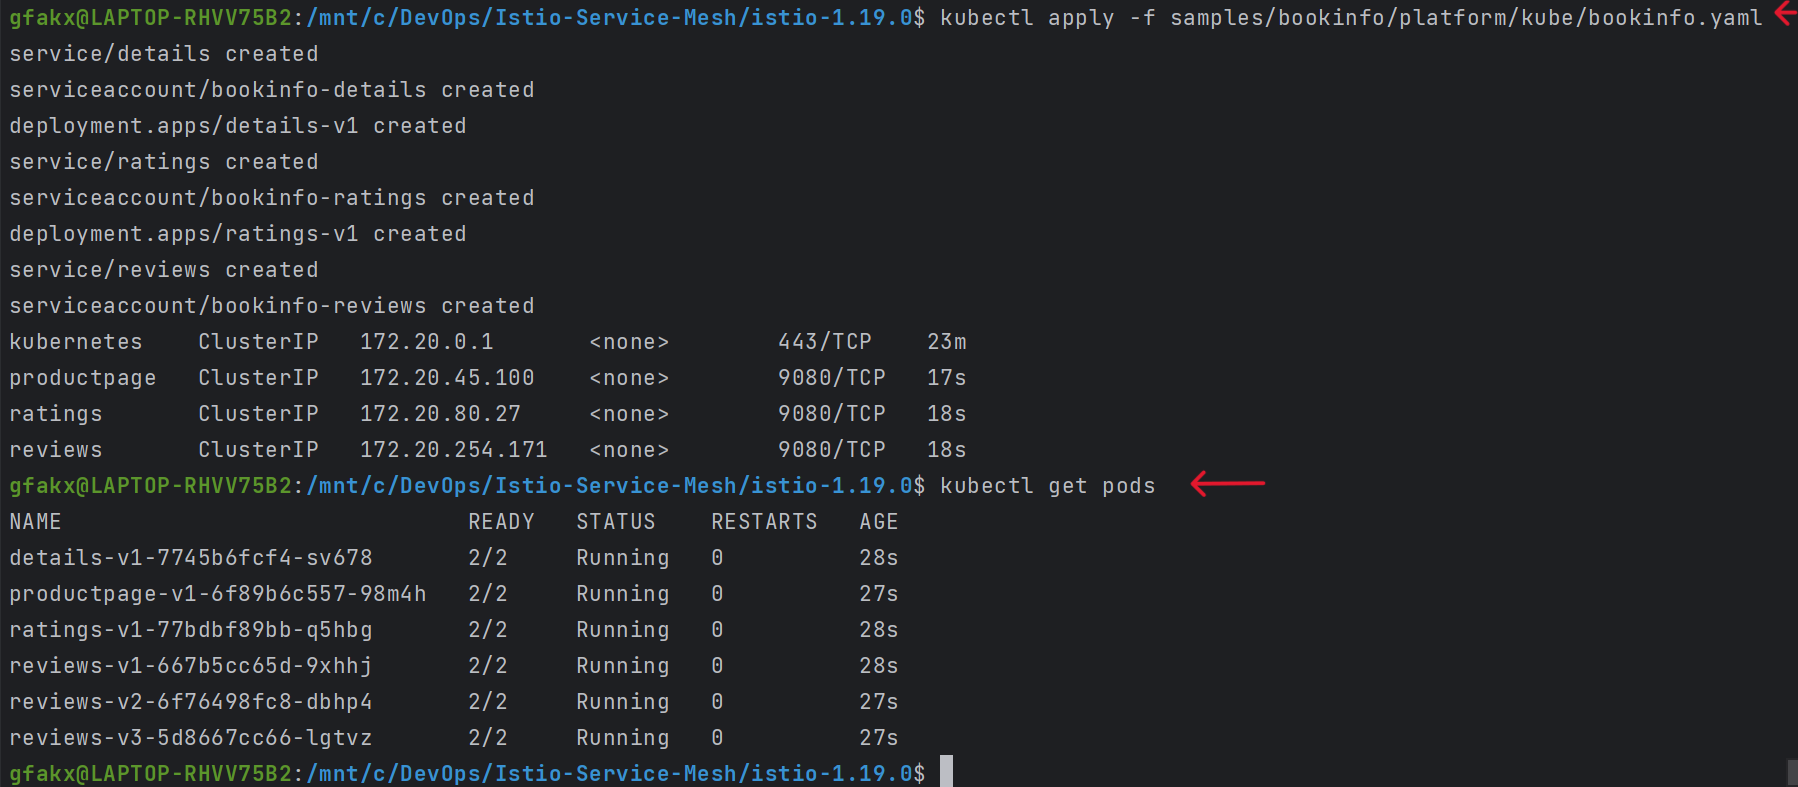 gfakx@LAPTOP-RHVV75B2:/mnt/c/DevOps/Istio-Service-Mesh/istio-1.19.0$ kubectl apply -f samples/bookinfo/platform/kube/bookinfo.yaml
service/details created
serviceaccount/bookinfo-details created
deployment.apps/details-v1 created
service/ratings created
serviceaccount/bookinfo-ratings created
deployment.apps/ratings-v1 created
service/reviews created
serviceaccount/bookinfo-reviews created
kubernetes    ClusterIP   172.20.0.1       <none>        443/TCP    23m
productpage   ClusterIP   172.20.45.100    <none>        9080/TCP   17s
ratings       ClusterIP   172.20.80.27     <none>        9080/TCP   18s
reviews       ClusterIP   172.20.254.171   <none>        9080/TCP   18s
gfakx@LAPTOP-RHVV75B2:/mnt/c/DevOps/Istio-Service-Mesh/istio-1.19.0$ kubectl get pods
NAME                              READY   STATUS    RESTARTS   AGE
details-v1-7745b6fcf4-sv678       2/2     Running   0          28s
productpage-v1-6f89b6c557-98m4h   2/2     Running   0          27s
ratings-v1-77bdbf89bb-q5hbg       2/2     Running   0          28s
reviews-v1-667b5cc65d-9xhhj       2/2     Running   0          28s
reviews-v2-6f76498fc8-dbhp4       2/2     Running   0          27s
reviews-v3-5d8667cc66-lgtvz       2/2     Running   0          27s
gfakx@LAPTOP-RHVV75B2:/mnt/c/DevOps/Istio-Service-Mesh/istio-1.19.0$